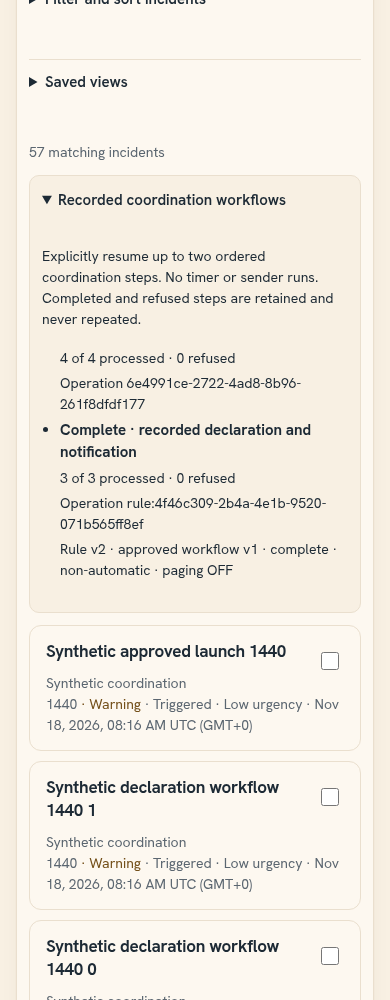 Filter and sort incidents
Saved views
57 matching incidents
Recorded coordination workflows
Explicitly resume up to two ordered
coordination steps. No timer or sender runs.
Completed and refused steps are retained and
never repeated.
4 of 4 processed · 0 refused
Operation 6e4991ce-2722-4ad8-8b96-
261f8dfdf177
• Complete · recorded declaration and
notification
3 of 3 processed · 0 refused
Operation rule:4f46c309-2b4a-4e1b-9520-
071b565ff8ef
Rule v2 · approved workflow v1 · complete ·
non-automatic · paging OFF
Synthetic approved launch 1440
Synthetic coordination
1440 · Warning · Triggered · Low urgency · Nov
18, 2026, 08:16 AM UTC (GMT+0)
Synthetic declaration workflow
1440 1
Synthetic coordination
1440 · Warning · Triggered · Low urgency · Nov
18, 2026, 08:16 AM UTC (GMT+0)
Synthetic declaration workflow
1440 0
Synthetic coordination